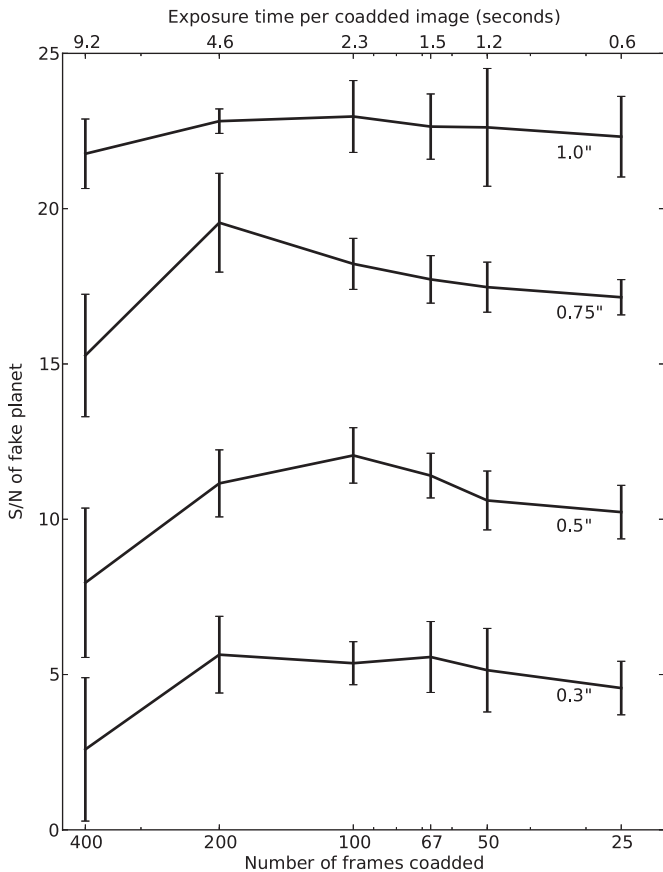 Exposure time per coadded image (seconds)
9.2 4.6 2.3 1.5 1.2 0.6
25
1.0"
20
0.75"
15
S/N of fake planet
10
0.5"
5
0.3"
0
400 200 100 67 50 25
Number of frames coadded